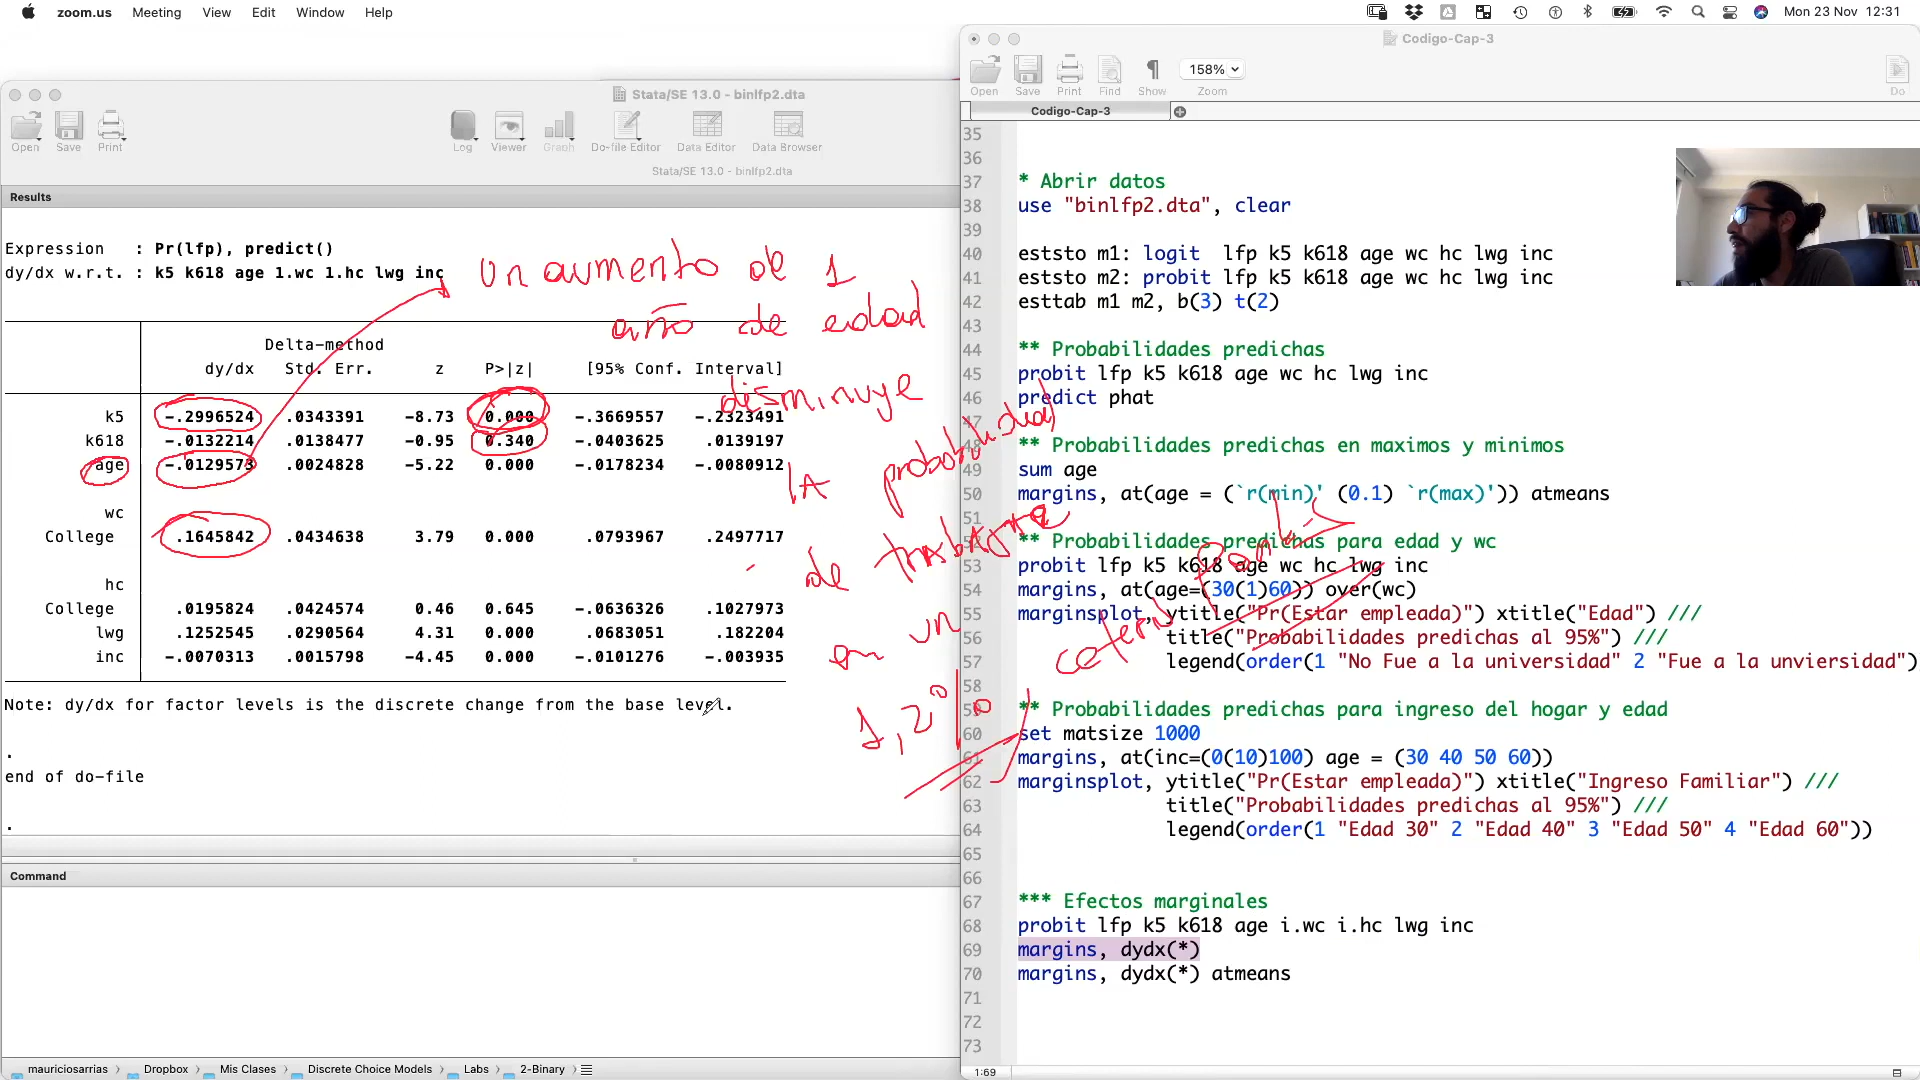 zoom.us Meeting View Edit Window Help
Mon 23 Nov 12:31
Stata/SE 13.0 - binlfp2.dta
Open Save Print Log Viewer Graph Do-file Editor Data Editor Data Browser
Stata/SE 13.0 - binlfp2.dta
Results
Expression : Pr(lfp), predict()
dy/dx w.r.t. : k5 k618 age 1.wc 1.hc lwg inc
Delta-method
dy/dx Std. Err. z P>|z| [95% Conf. Interval]
k5 -.2996524 .0343391 -8.73 0.000 -.3669557 -.2323491
k618 -.0132214 .0138477 -0.95 0.340 -.0403625 .0139197
age -.0129573 .0024828 -5.22 0.000 -.0178234 -.0080912
wc
College .1645842 .0434638 3.79 0.000 .0793967 .2497717
hc
College .0195824 .0424574 0.46 0.645 -.0636326 .1027973
lwg .1252545 .0290564 4.31 0.000 .0683051 .182204
inc -.0070313 .0015798 -4.45 0.000 -.0101276 -.003935
Note: dy/dx for factor levels is the discrete change from the base level.
.
end of do-file
.
Un aumento de 1
año de edad
disminuye
la probabilidad
de trabajar
en un
1,2%
ceteris paribus
Command
mauriciosarrias Dropbox Mis Clases Discrete Choice Models Labs 2-Binary
Codigo-Cap-3
Open Save Print Find Show 158% Zoom Do
Codigo-Cap-3
35
36
37 * Abrir datos
38 use "binlfp2.dta", clear
39
40 eststo m1: logit lfp k5 k618 age wc hc lwg inc
41 eststo m2: probit lfp k5 k618 age wc hc lwg inc
42 esttab m1 m2, b(3) t(2)
43
44 ** Probabilidades predichas
45 probit lfp k5 k618 age wc hc lwg inc
46 predict phat
47
48 ** Probabilidades predichas en maximos y minimos
49 sum age
50 margins, at(age = (`r(min)' (0.1) `r(max)')) atmeans
51
52 ** Probabilidades predichas para edad y wc
53 probit lfp k5 k618 age wc hc lwg inc
54 margins, at(age=(30(1)60)) over(wc)
55 marginsplot, ytitle("Pr(Estar empleada)") xtitle("Edad") ///
56 title("Probabilidades predichas al 95%") ///
57 legend(order(1 "No Fue a la universidad" 2 "Fue a la unviersidad")
58
59 ** Probabilidades predichas para ingreso del hogar y edad
60 set matsize 1000
61 margins, at(inc=(0(10)100) age = (30 40 50 60))
62 marginsplot, ytitle("Pr(Estar empleada)") xtitle("Ingreso Familiar") ///
63 title("Probabilidades predichas al 95%") ///
64 legend(order(1 "Edad 30" 2 "Edad 40" 3 "Edad 50" 4 "Edad 60"))
65
66
67 *** Efectos marginales
68 probit lfp k5 k618 age i.wc i.hc lwg inc
69 margins, dydx(*)
70 margins, dydx(*) atmeans
71
72
73
1:69